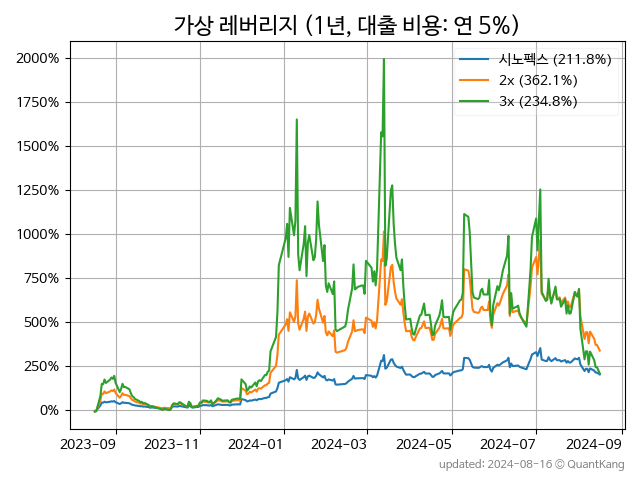 가상 레버리지 (1년, 대출 비용: 연 5%)
시노펙스 (211.8%)
2x (362.1%)
3x (234.8%)
2000%
1750%
1500%
1250%
1000%
750%
500%
250%
0%
2023-09 2023-11 2024-01 2024-03 2024-05 2024-07 2024-09
updated: 2024-08-16 © QuantKang